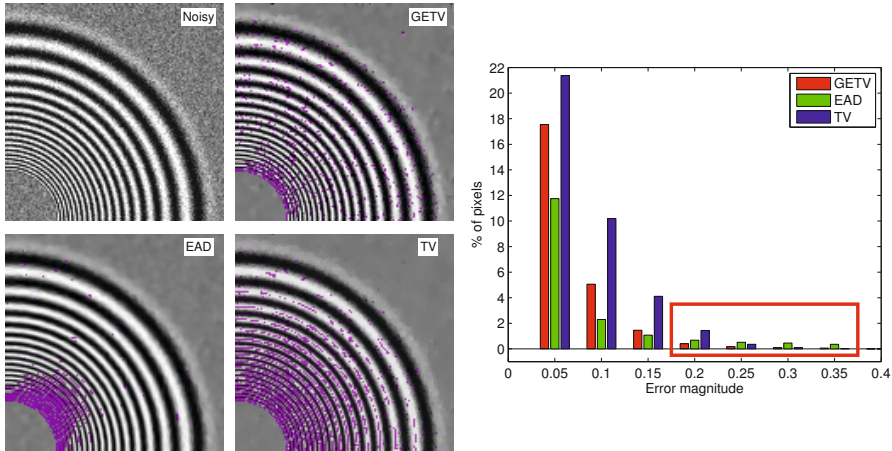 Noisy
GETV
EAD
TV
22
20
18
16
14
12
10
8
6
4
2
0
% of pixels
GETV
EAD
TV
0 0.05 0.1 0.15 0.2 0.25 0.3 0.35 0.4
Error magnitude